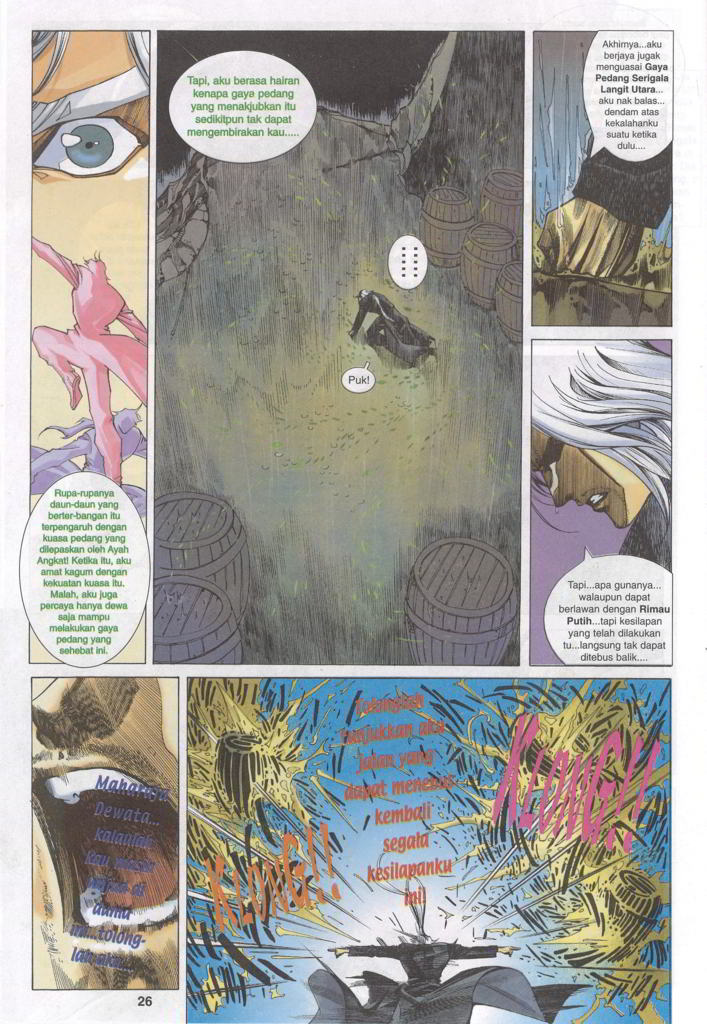 Rupa-rupanya
daun-daun yang
berter-bangan itu
terpengaruh dengan
kuasa pedang yang
dilepaskan oleh Ayah
Angkat! Ketika itu, aku
amat kagum dengan
kekuatan kuasa itu.
Malah, aku juga
percaya hanya dewa
saja mampu
melakukan gaya
pedang yang
sehebat ini.
Tapi, aku berasa hairan
kenapa gaya pedang
yang menakjubkan itu
sedikitpun tak dapat
mengembirakan kau.....
Puk!
Akhirnya...aku
berjaya jugak
menguasai Gaya
Pedang Serigala
Langit Utara...
aku nak balas...
dendam atas
kekalahanku
suatu ketika
dulu....
Tapi...apa gunanya...
walaupun dapat
berlawan dengan Rimau
Putih...tapi kesilapan
yang telah dilakukan
tu...langsung tak dapat
ditebus balik....
Maharaja
Dewata...
kalaulah
kau masih
di
dunia
ini...tolong-
lah aku...
Tolonglah
tunjukkan aku
jalan yang
dapat menebus
kembali
segala
kesilapanku
ini!
KLONG!!
KLONG!!
26